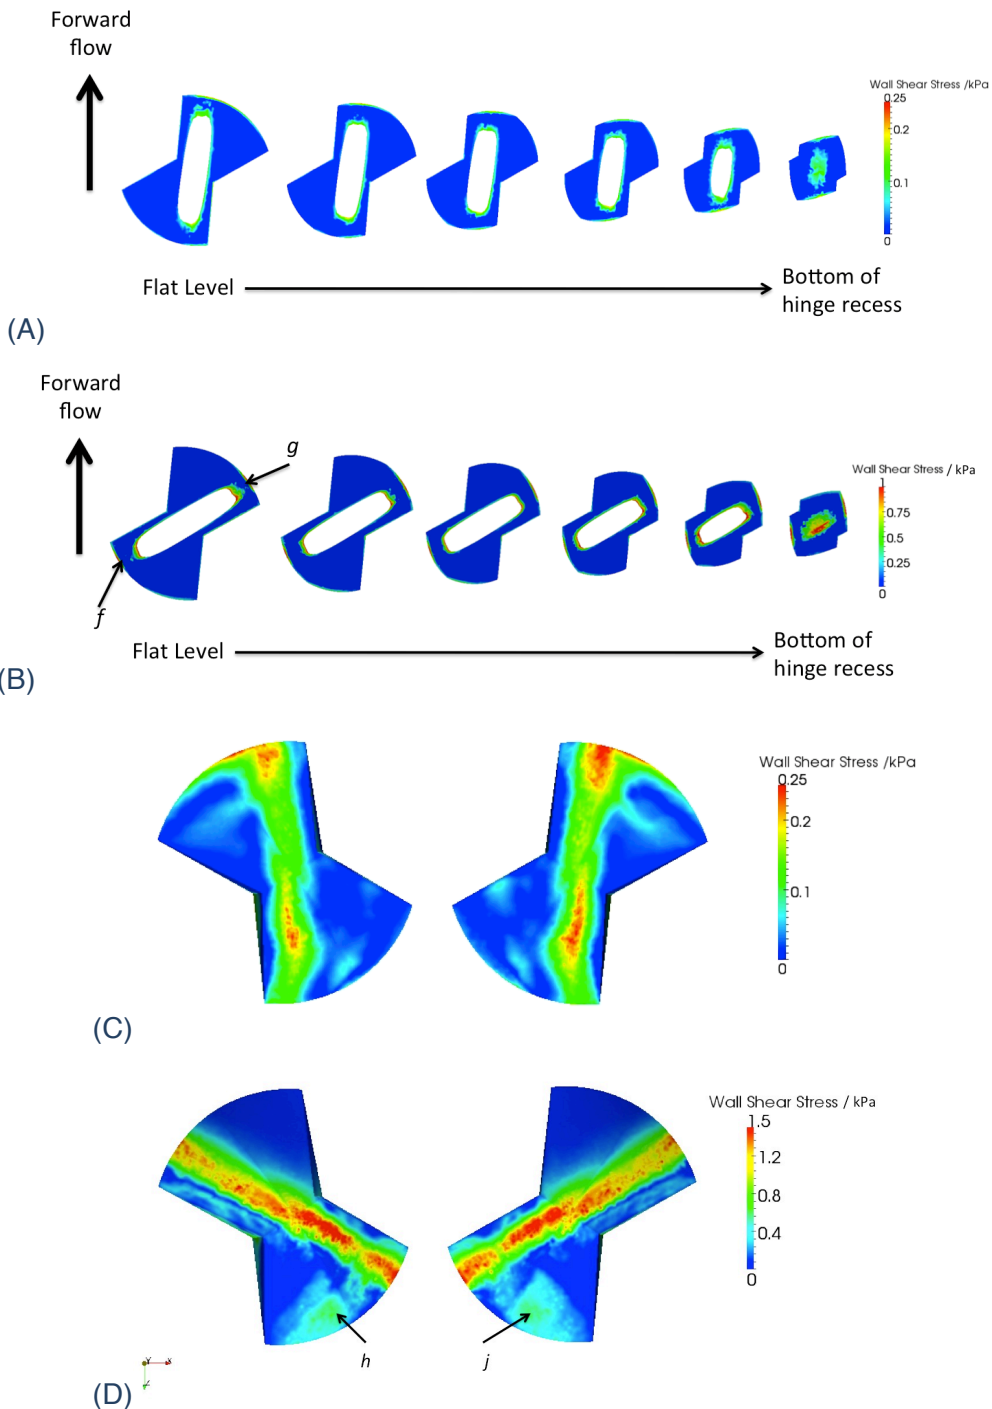 Forward
flow
Wall Shear Stress /kPa
0.25
0.2
0.1
0
Flat Level
Bottom of
hinge recess
(A)
Forward
flow
g
Wall Shear Stress / kPa
1
0.75
0.5
0.25
0
f
Flat Level
Bottom of
hinge recess
(B)
Wall Shear Stress /kPa
0.25
0.2
0.1
0
(C)
Wall Shear Stress / kPa
1.5
1.2
0.8
0.4
0
h
j
Y
x
(D)